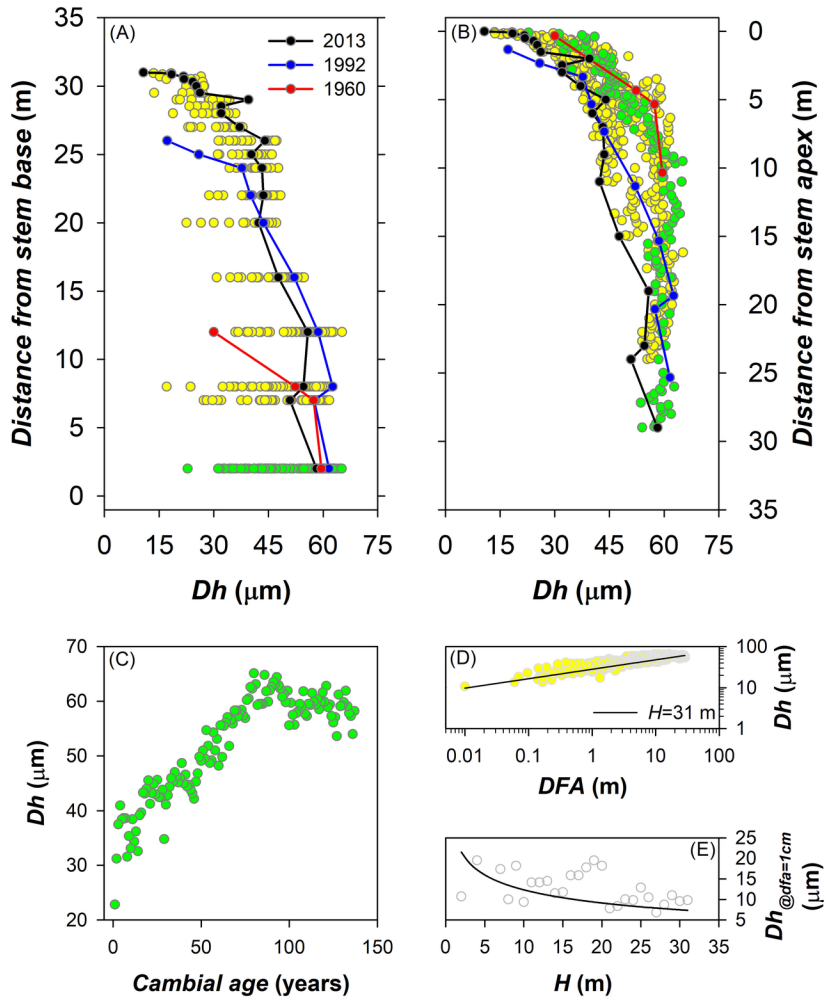 (A)
2013
1992
1960
Distance from stem base (m)
35
30
25
20
15
10
5
0
0 15 30 45 60 75
Dh (μm)
(B)
0
5
10
15
20
25
30
35
Distance from stem apex (m)
0 15 30 45 60 75
Dh (μm)
(C)
Dh (μm)
70
60
50
40
30
20
0 50 100 150
Cambial age (years)
(D)
100
10
1
Dh (μm)
H=31 m
0.01 0.1 1 10 100
DFA (m)
(E)
25
20
15
10
5
Dh@dfa=1cm (μm)
0 5 10 15 20 25 30 35
H (m)